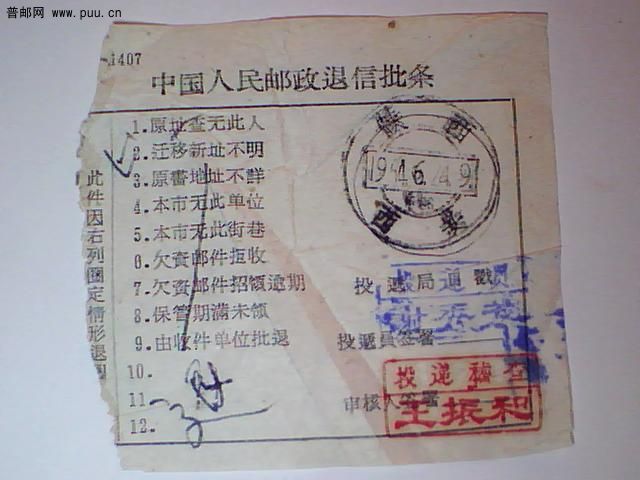 普邮网 www.puu.cn
1407
中国人民邮政退信批条
此件因右列圈定情形退
1.原址查无此人
2.迁移新址不明
3.原书地址不详
4.本市无此单位
5.本市无此街巷
6.欠资邮件拒收
7.欠资邮件招领逾期
8.保管期满未领
9.由收件单位批退
10.
11.
12.
陕西
西安
投递局
戳
投递员签署
审核人
署
投递稽查
王振和